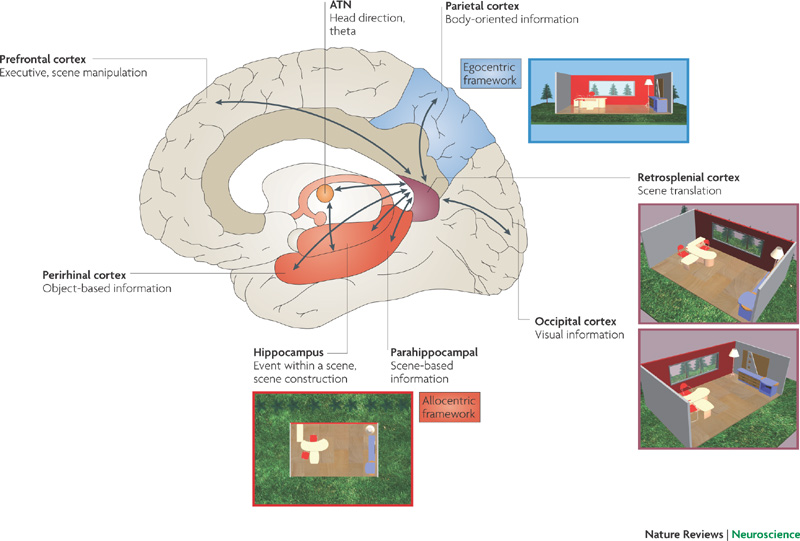 ATN
Head direction,
theta
Parietal cortex
Body-oriented information
Prefrontal cortex
Executive, scene manipulation
Egocentric
framework
Retrosplenial cortex
Scene translation
Perirhinal cortex
Object-based information
Occipital cortex
Visual information
Hippocampus
Event within a scene,
scene construction
Parahippocampal
Scene-based
information
Allocentric
framework
Nature Reviews | Neuroscience